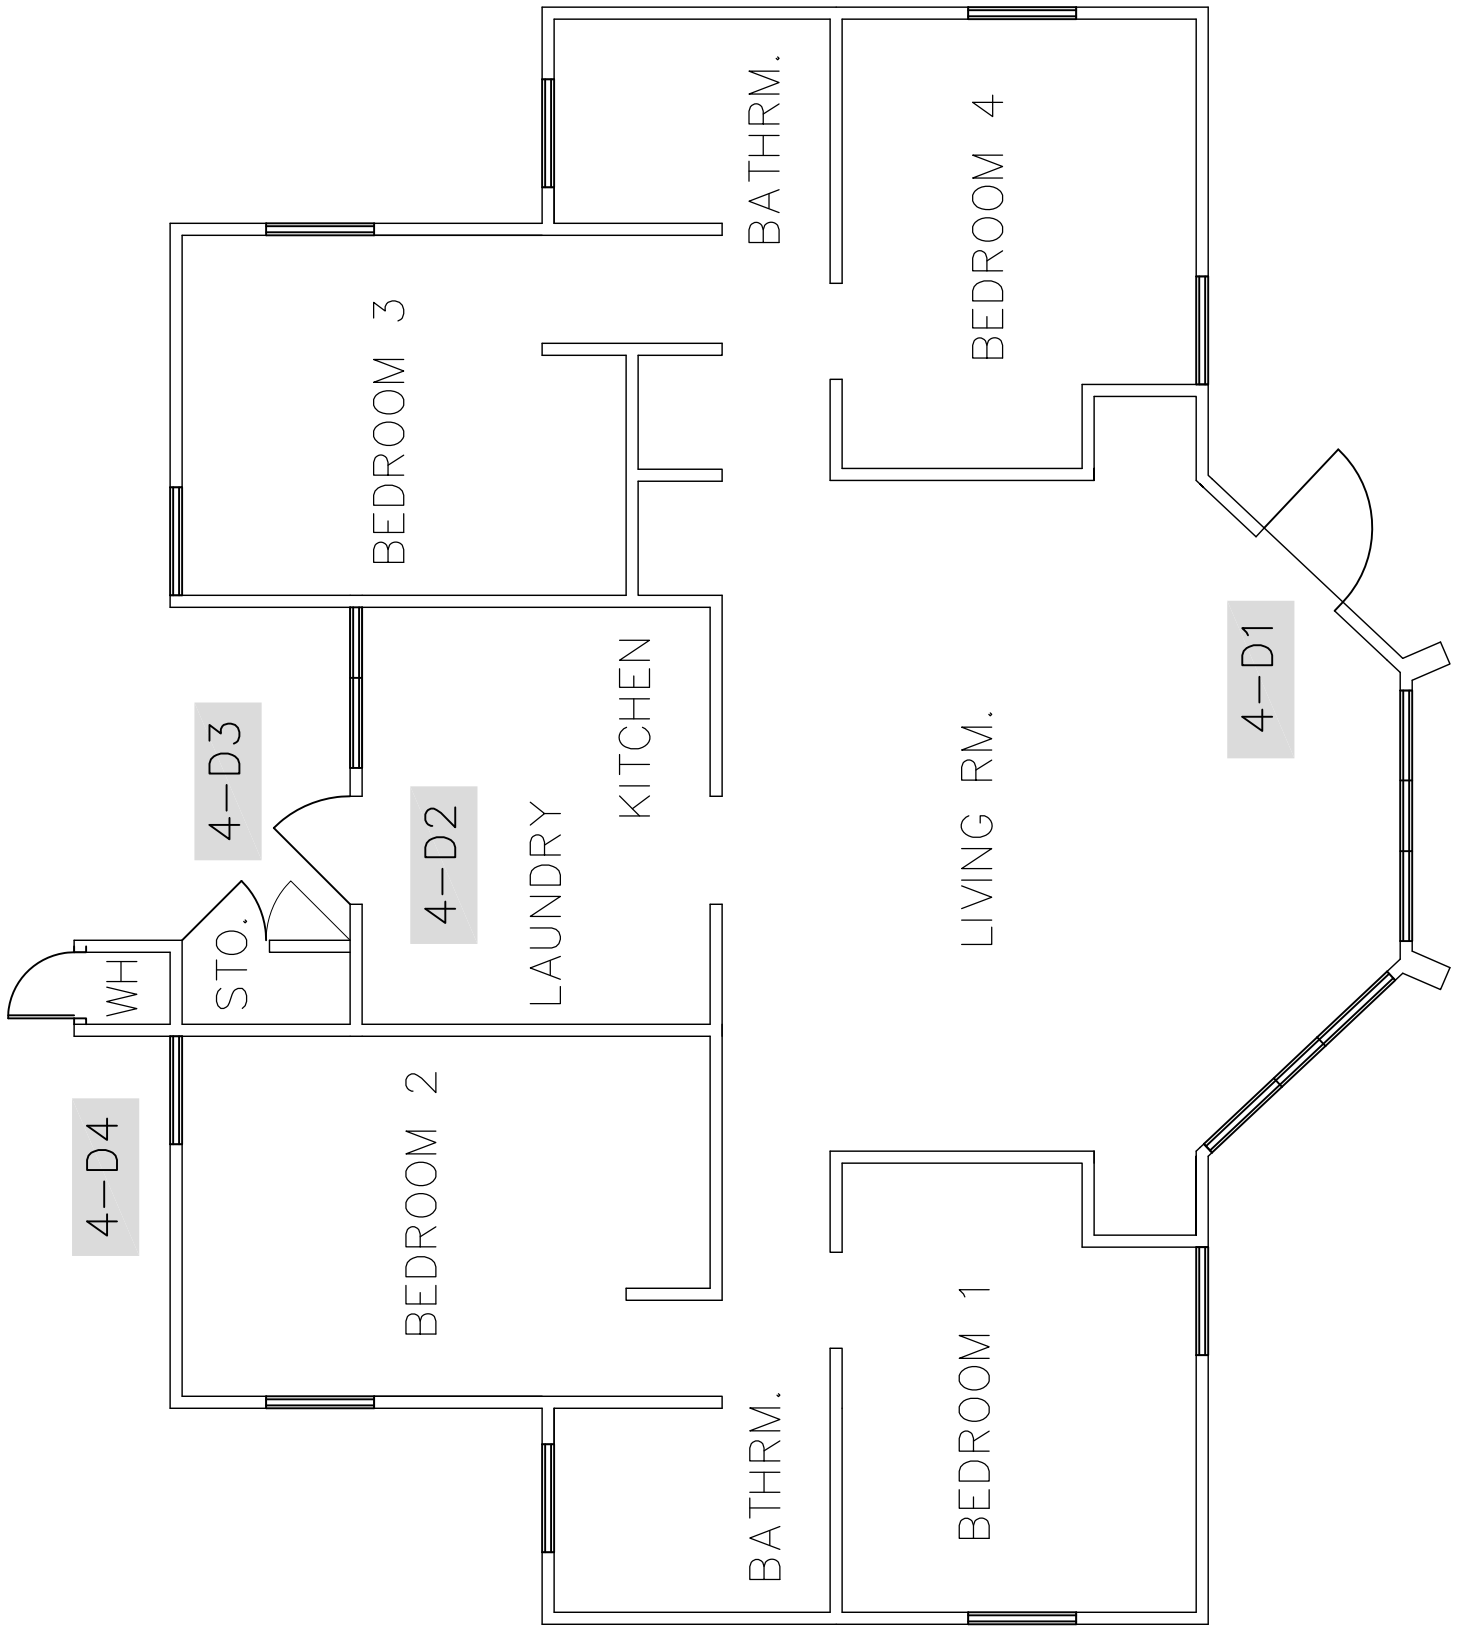 4-D4
WH
STO.
4-D3
BEDROOM 2
4-D2
BEDROOM 3
LAUNDRY
KITCHEN
BATHRM.
BATHRM.
BEDROOM 1
LIVING RM.
BEDROOM 4
4-D1